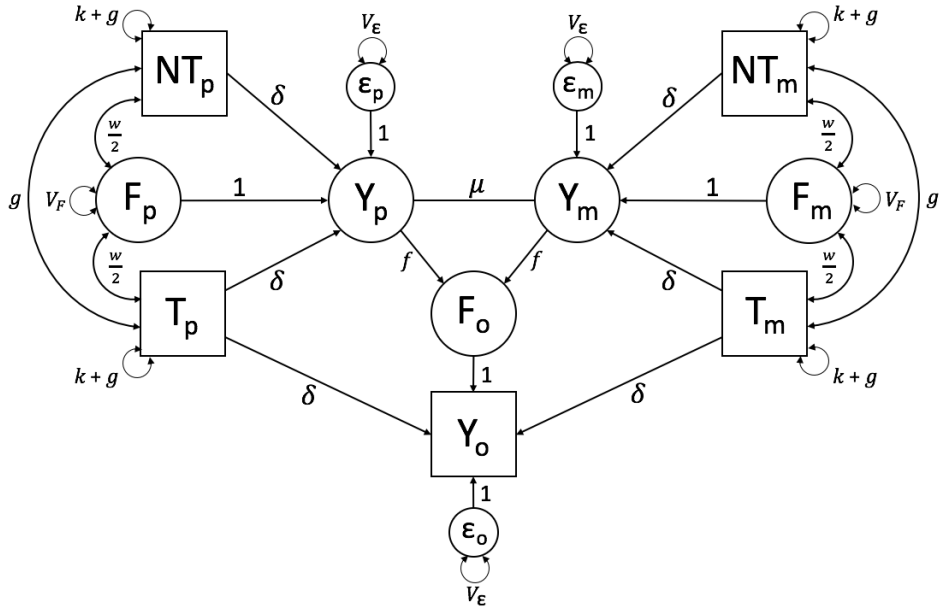 k + g
V_ε
V_ε
k + g
NT_p
ε_p
ε_m
NT_m
δ
δ
w/2
1
1
w/2
g
V_F
F_p
1
Y_p
μ
Y_m
1
F_m
V_F
g
w/2
f
f
w/2
δ
δ
T_p
F_o
T_m
k + g
1
k + g
δ
δ
Y_o
1
ε_o
V_ε